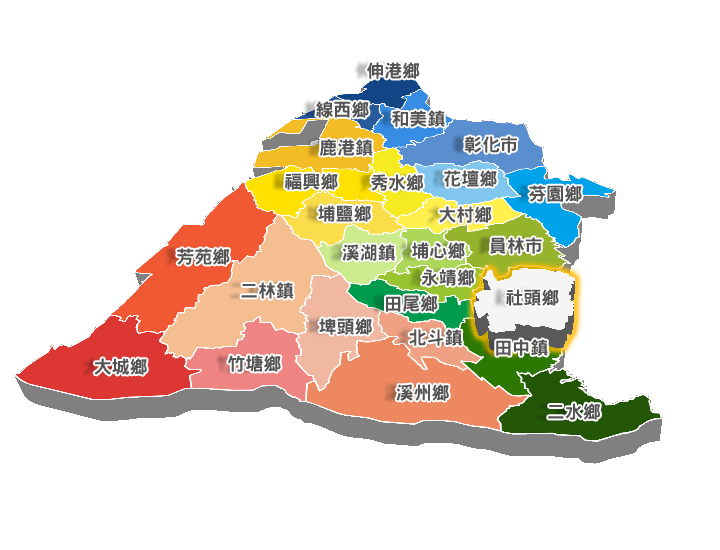 伸港鄉
線西鄉
和美鎮
鹿港鎮
彰化市
福興鄉
秀水鄉
花壇鄉
芬園鄉
埔鹽鄉
大村鄉
溪湖鎮
埔心鄉
員林市
芳苑鄉
永靖鄉
二林鎮
田尾鄉
社頭鄉
埤頭鄉
北斗鎮
田中鎮
大城鄉
竹塘鄉
溪州鄉
二水鄉